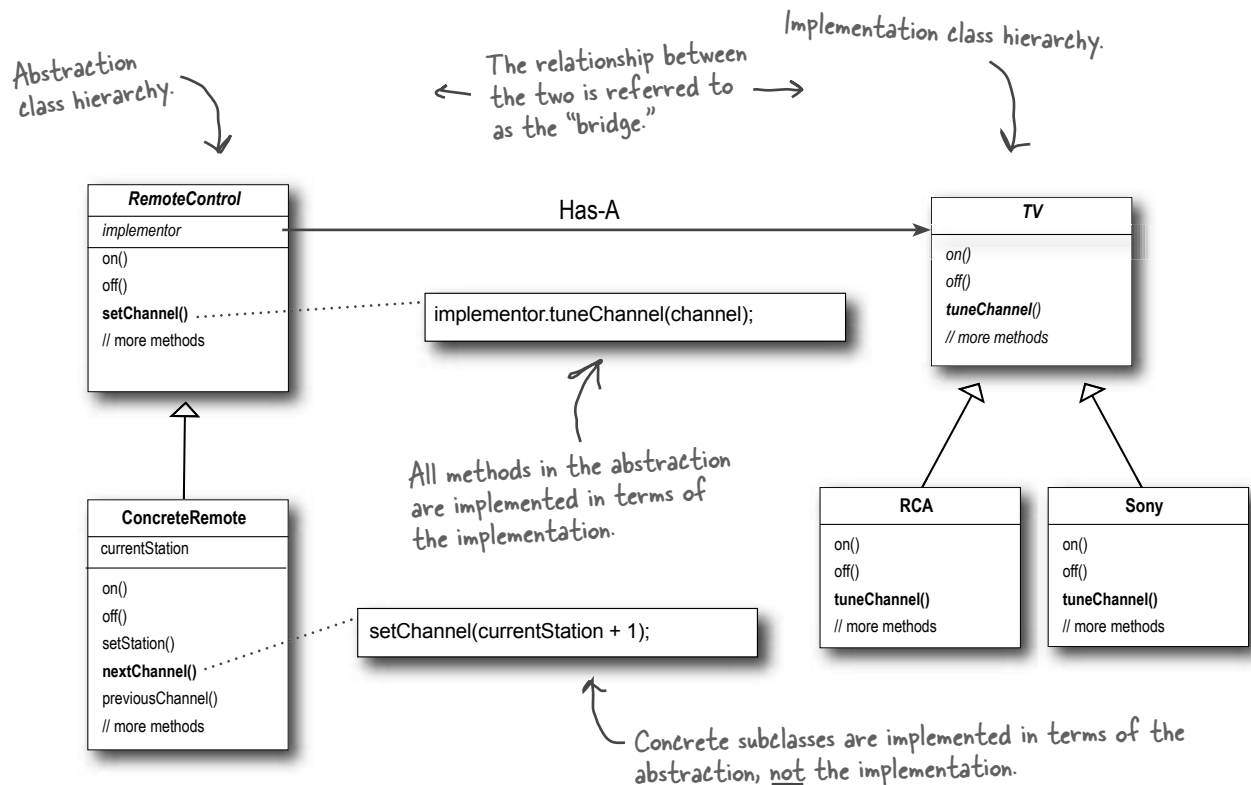 Implementation class hierarchy.
Abstraction
class hierarchy.
The relationship between
the two is referred to
as the “bridge.”
RemoteControl
implementor
on()
off()
setChannel()
// more methods
Has-A
TV
on()
off()
tuneChannel()
// more methods
implementor.tuneChannel(channel);
All methods in the abstraction
are implemented in terms of
the implementation.
ConcreteRemote
currentStation
on()
off()
setStation()
nextChannel()
previousChannel()
// more methods
setChannel(currentStation + 1);
RCA
on()
off()
tuneChannel()
// more methods
Sony
on()
off()
tuneChannel()
// more methods
Concrete subclasses are implemented in terms of the
abstraction, not the implementation.